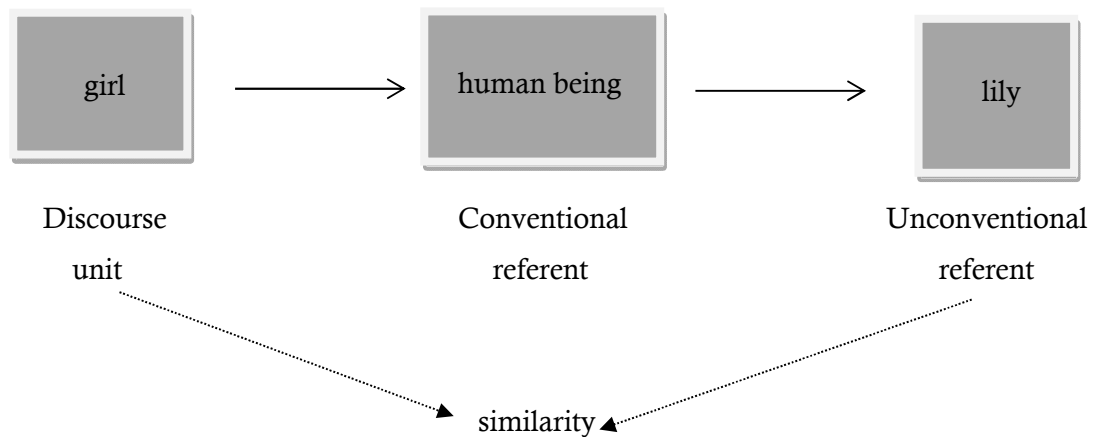 girl
human being
lily
Discourse
unit
Conventional
referent
Unconventional
referent
similarity